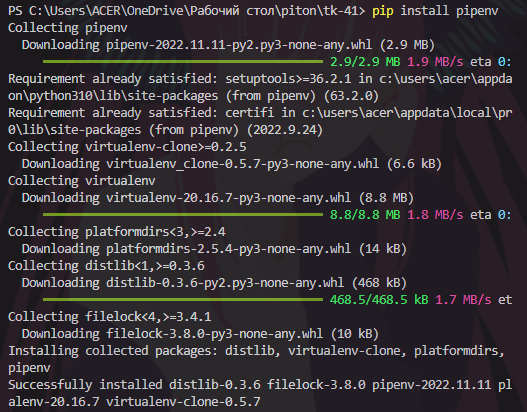 PS C:\Users\ACER\OneDrive\Рабочий стол\piton\tk-41> pip install pipenv
Collecting pipenv
Downloading pipenv-2022.11.11-py2.py3-none-any.whl (2.9 MB)
2.9/2.9 MB 1.9 MB/s eta 0:
Requirement already satisfied: setuptools>=36.2.1 in c:\users\acer\appda
on\python310\lib\site-packages (from pipenv) (63.2.0)
Requirement already satisfied: certifi in c:\users\acer\appdata\local\pr
0\lib\site-packages (from pipenv) (2022.9.24)
Collecting virtualenv-clone>=0.2.5
Downloading virtualenv_clone-0.5.7-py3-none-any.whl (6.6 kB)
Collecting virtualenv
Downloading virtualenv-20.16.7-py3-none-any.whl (8.8 MB)
8.8/8.8 MB 1.8 MB/s eta 0:
Collecting platformdirs<3,>=2.4
Downloading platformdirs-2.5.4-py3-none-any.whl (14 kB)
Collecting distlib<1,>=0.3.6
Downloading distlib-0.3.6-py2.py3-none-any.whl (468 kB)
468.5/468.5 kB 1.7 MB/s et
Collecting filelock<4,>=3.4.1
Downloading filelock-3.8.0-py3-none-any.whl (10 kB)
Installing collected packages: distlib, virtualenv-clone, platformdirs,
pipenv
Successfully installed distlib-0.3.6 filelock-3.8.0 pipenv-2022.11.11 pl
alenv-20.16.7 virtualenv-clone-0.5.7